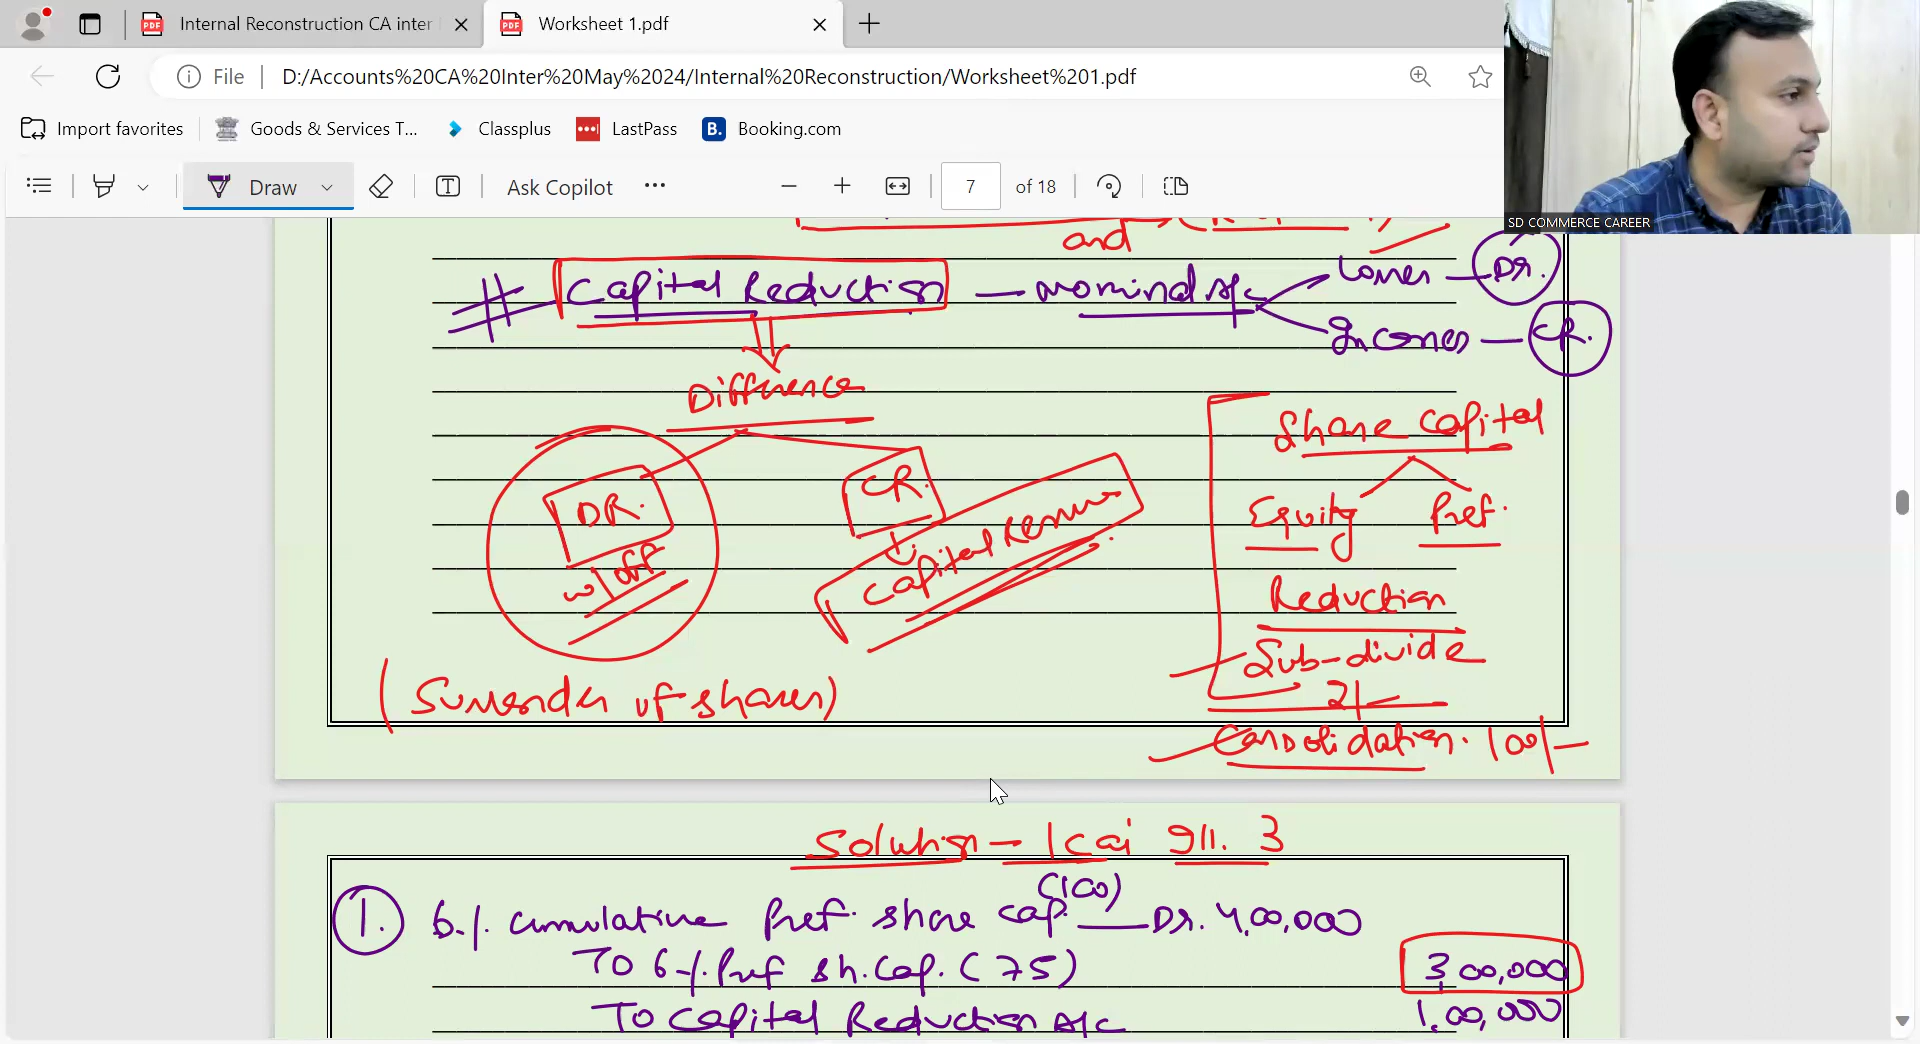 Internal Reconstruction CA inter
Worksheet 1.pdf
File
D:/Accounts%20CA%20Inter%20May%2024/Internal%20Reconstruction/Worksheet%201.pdf
Import favorites
Goods & Services T...
Classplus
LastPass
B.
Booking.com
Draw
Ask Copilot
7
of 18
SD COMMERCE CAREER
and
# Capital Reduction — Nominal A/c
Losses — DR.
Incomes — CR.
Difference
DR.
w/off
CR.
Capital Reserve
Share Capital
Equity
Pref.
Reduction
Sub-divide
2/-
Consolidation. 100/-
(Surrender of shares)
Solution — Icai Ill. 3
1. 6.%. cumulative Pref. share cap. (100) — DR. 4,00,000
To 6%. Pref sh. Cap. (75) 3,00,000
To Capital Reduction A/c 1,00,000